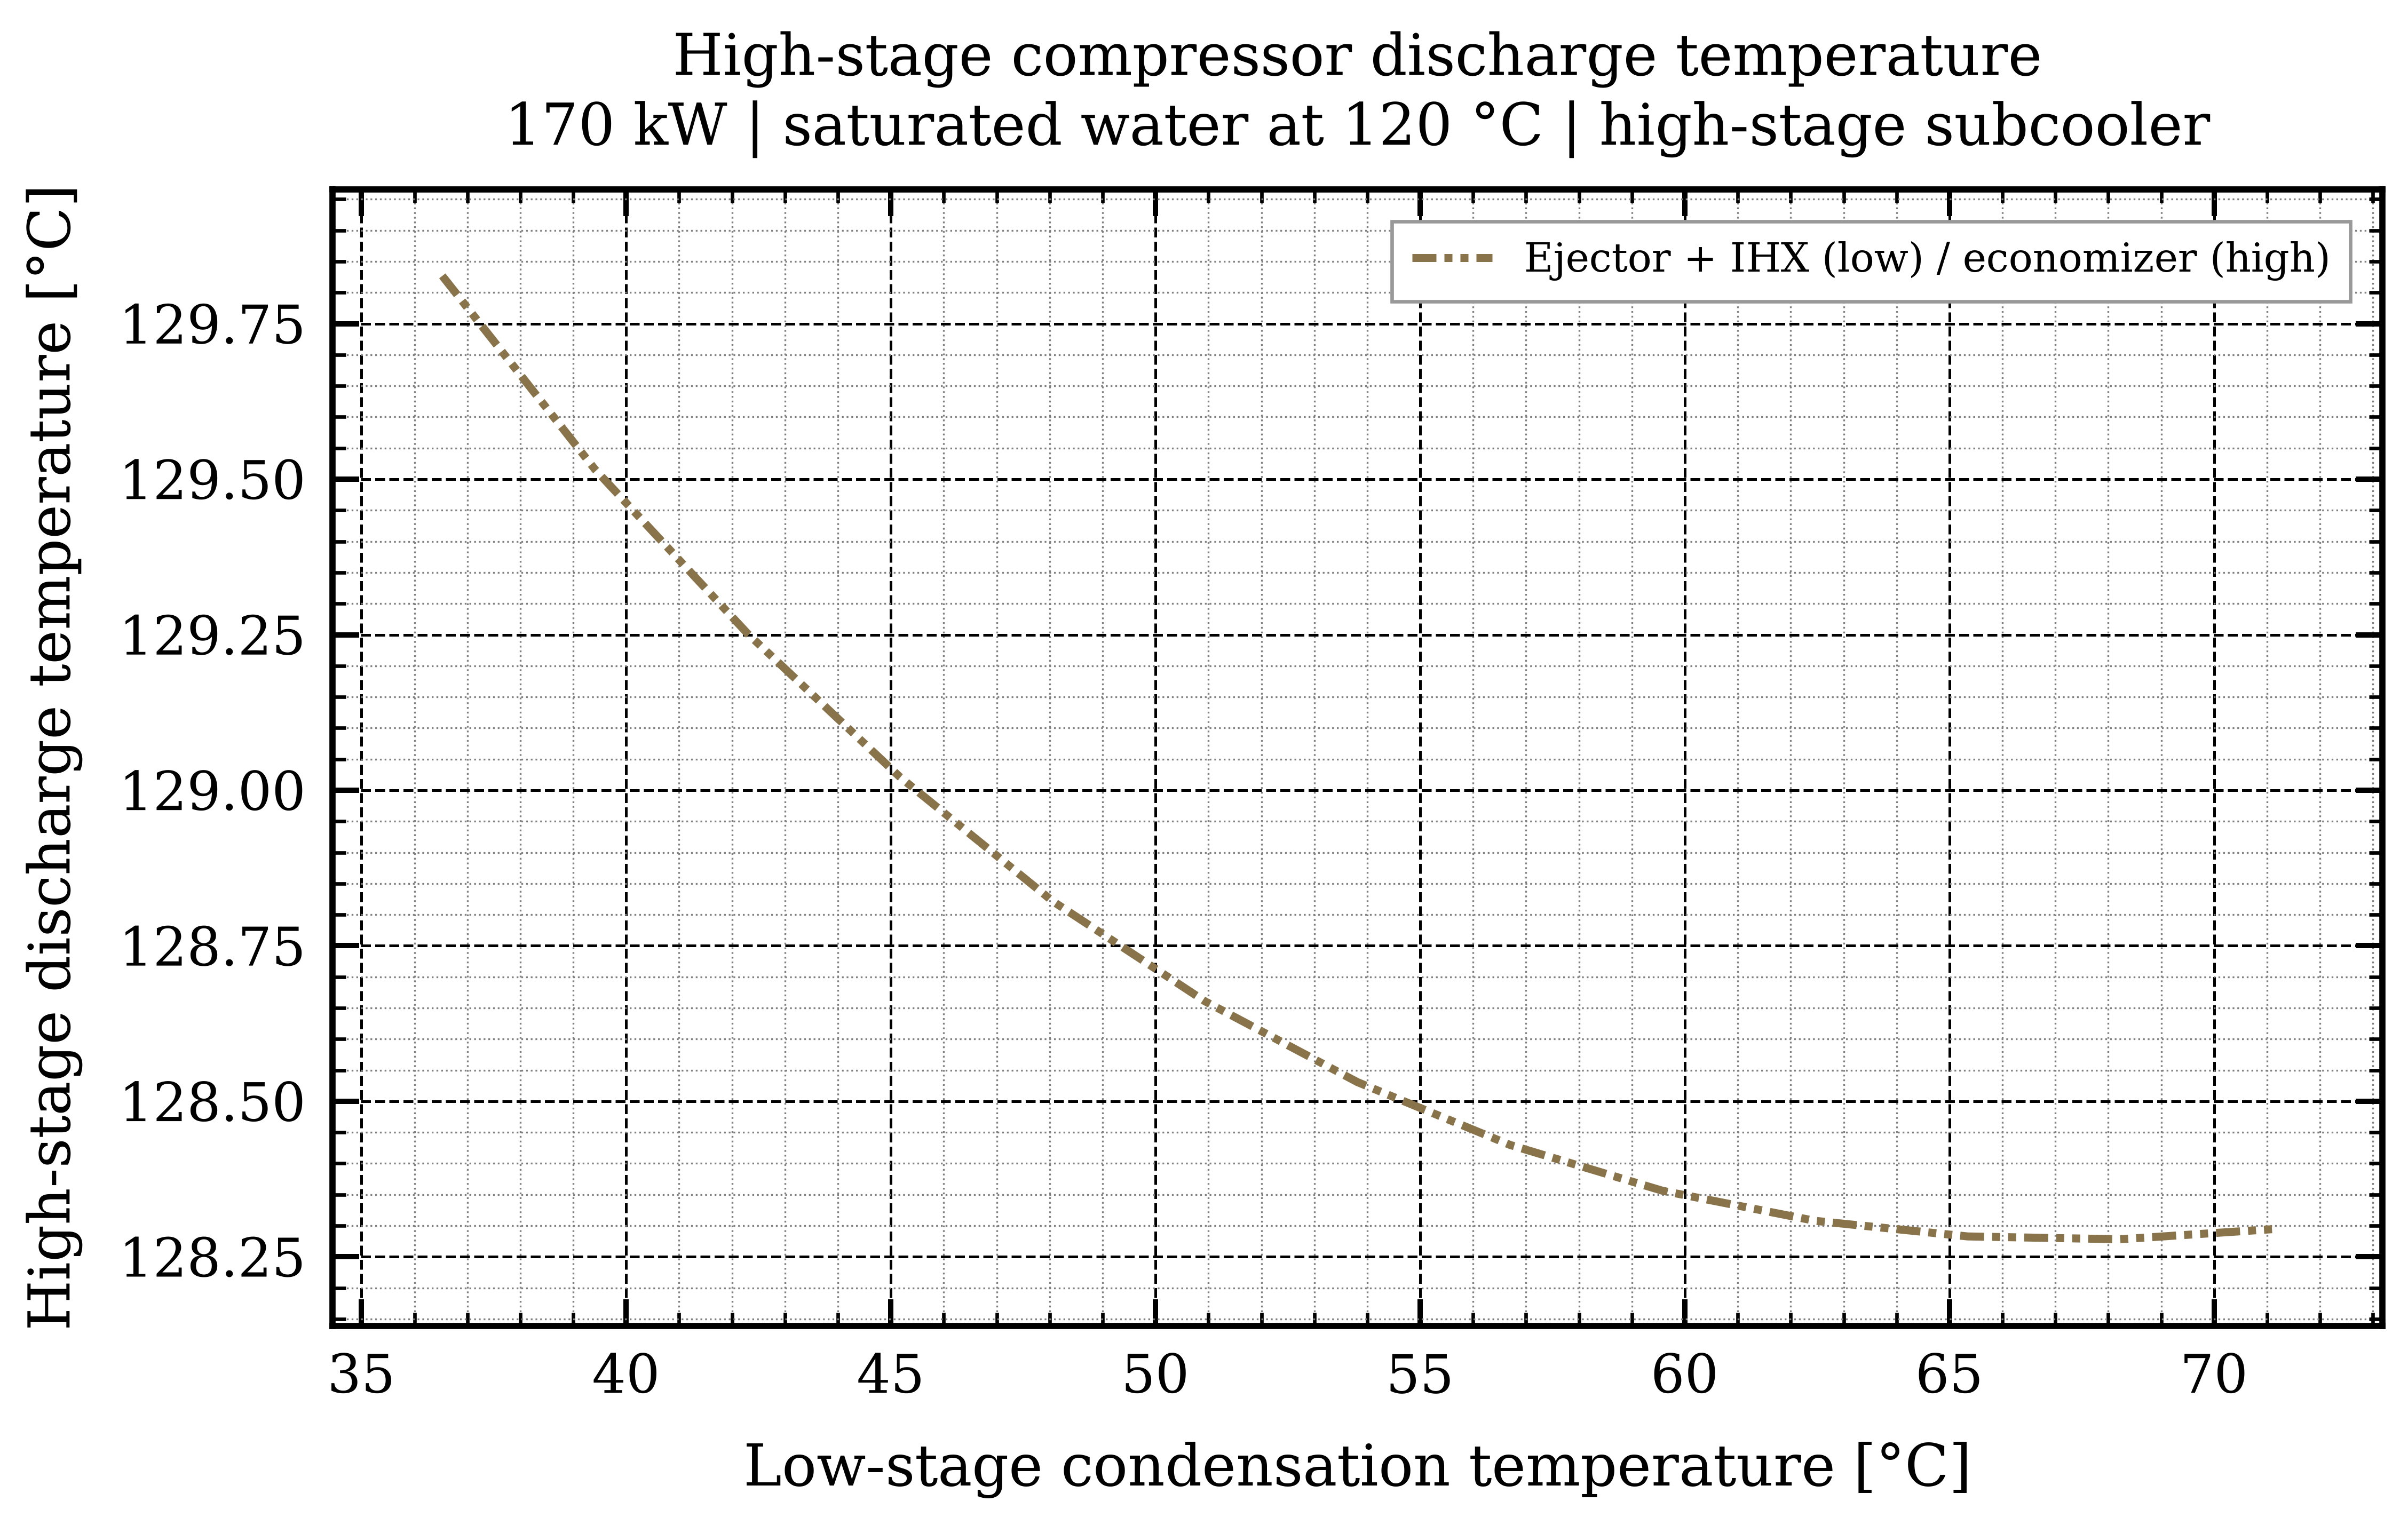 High-stage compressor discharge temperature
170 kW | saturated water at 120 °C | high-stage subcooler
Ejector + IHX (low) / economizer (high)
High-stage discharge temperature [°C]
129.75
129.50
129.25
129.00
128.75
128.50
128.25
35 40 45 50 55 60 65 70
Low-stage condensation temperature [°C]